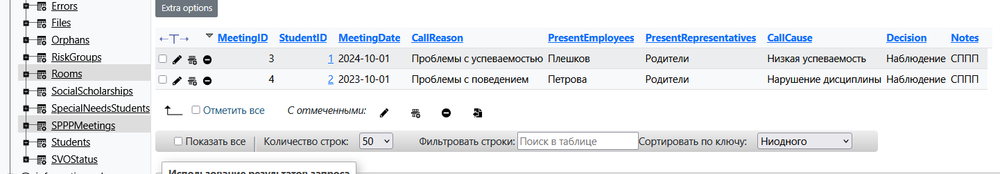 Errors
Files
Orphans
RiskGroups
Rooms
SocialScholarships
SpecialNeedsStudents
SPPPMeetings
Students
SVOStatus
Extra options
←T→ MeetingID StudentID MeetingDate CallReason PresentEmployees PresentRepresentatives CallCause Decision Notes
3 1 2024-10-01 Проблемы с успеваемостью Плешков Родители Низкая успеваемость Наблюдение СППП
4 2 2023-10-01 Проблемы с поведением Петрова Родители Нарушение дисциплины Наблюдение СППП
Отметить все С отмеченными:
Показать все Количество строк: 50 Фильтровать строки: Поиск в таблице Сортировать по ключу: Ниодного
Использование результатов запроса